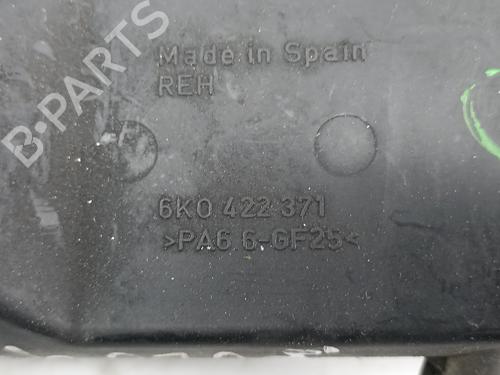 B-PARTS
Made in Spain
REH
6K0 422 371
>PA6 6-GF25<